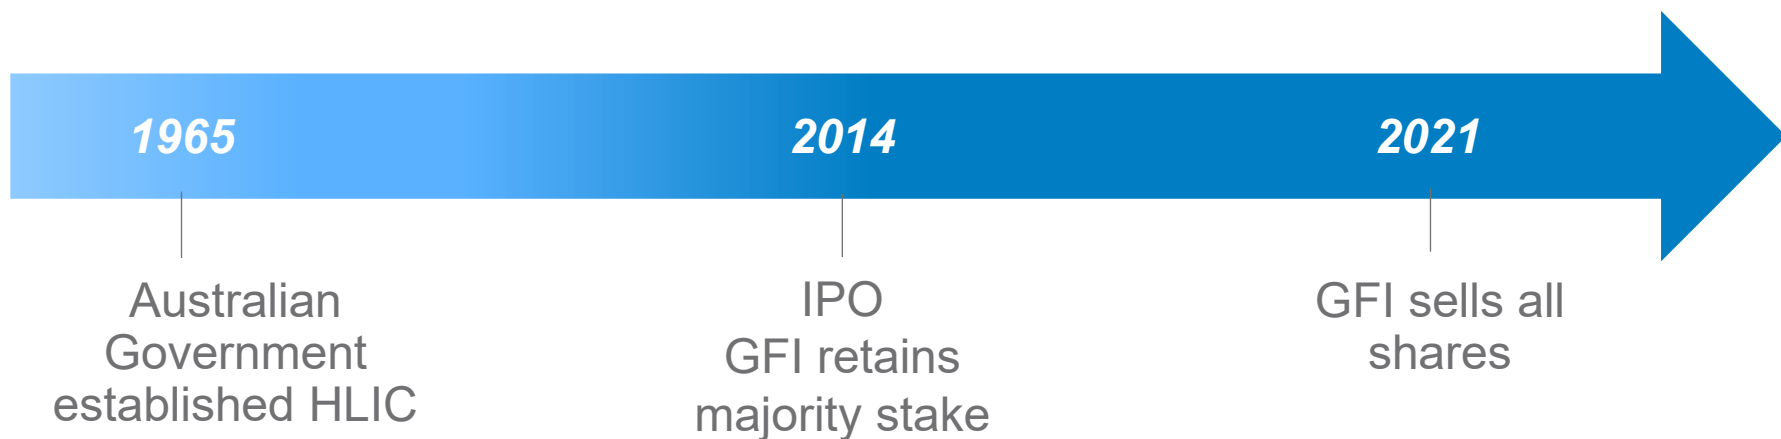 1965
2014
2021
Australian
Government
established HLIC
IPO
GFI retains
majority stake
GFI sells all
shares